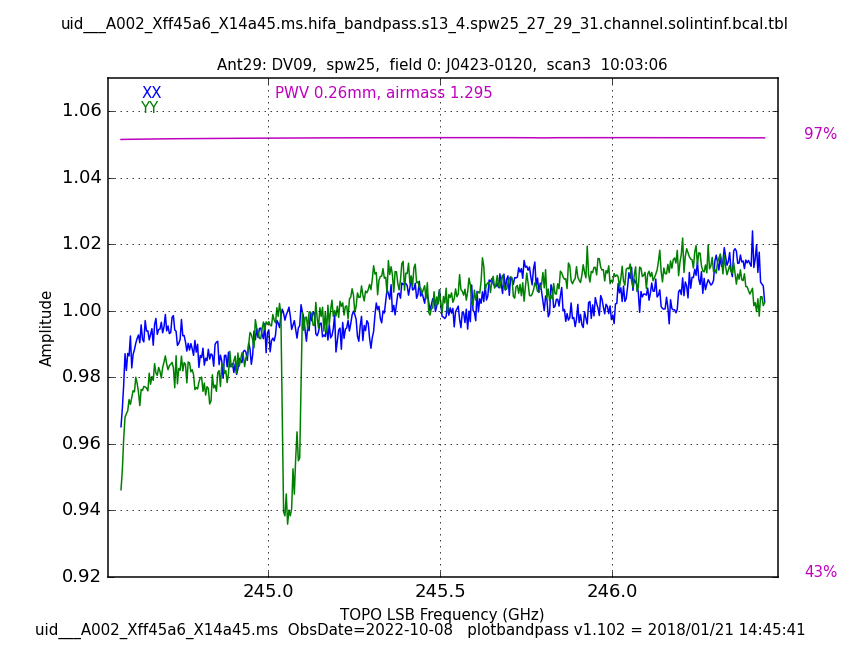 uid___A002_Xff45a6_X14a45.ms.hifa_bandpass.s13_4.spw25_27_29_31.channel.solintinf.bcal.tbl
Ant29: DV09,  spw25,  field 0: J0423-0120,  scan3  10:03:06
XX
PWV 0.26mm, airmass 1.295
YY
1.06
97%
1.04
1.02
1.00
Amplitude
0.98
0.96
0.94
43%
0.92
245.0 245.5 246.0
TOPO LSB Frequency (GHz)
uid___A002_Xff45a6_X14a45.ms  ObsDate=2022-10-08   plotbandpass v1.102 = 2018/01/21 14:45:41